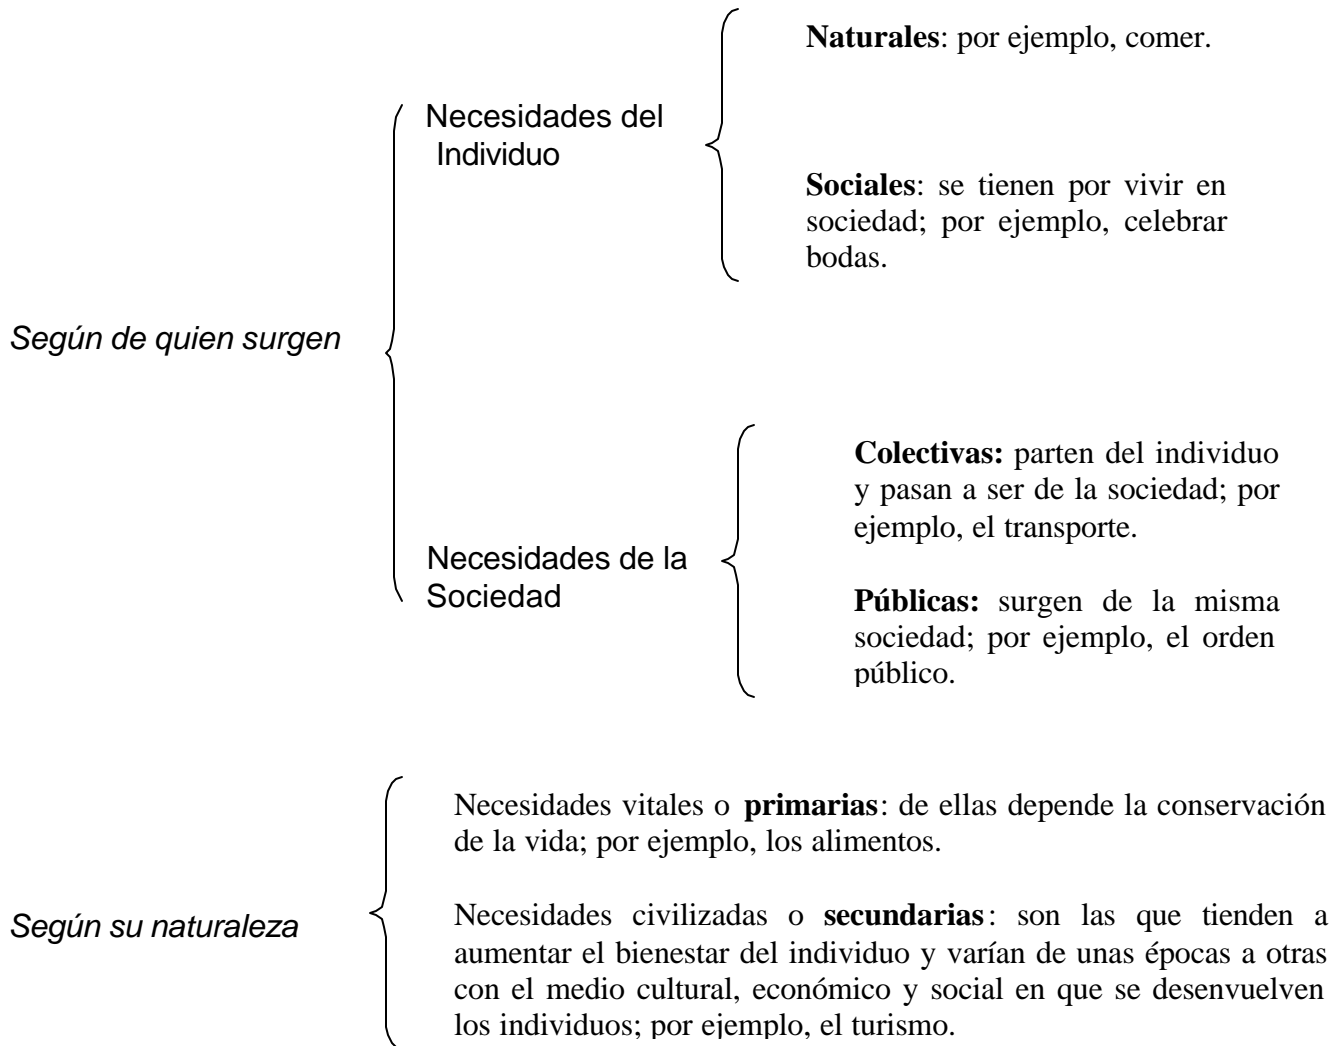 Naturales: por ejemplo, comer.
Necesidades del
Individuo
Sociales: se tienen por vivir en
sociedad; por ejemplo, celebrar
bodas.
Según de quien surgen
Colectivas: parten del individuo
y pasan a ser de la sociedad; por
ejemplo, el transporte.
Necesidades de la
Sociedad
Públicas: surgen de la misma
sociedad; por ejemplo, el orden
público.
Necesidades vitales o primarias: de ellas depende la conservación
de la vida; por ejemplo, los alimentos.
Según su naturaleza
Necesidades civilizadas o secundarias: son las que tienden a
aumentar el bienestar del individuo y varían de unas épocas a otras
con el medio cultural, económico y social en que se desenvuelven
los individuos; por ejemplo, el turismo.